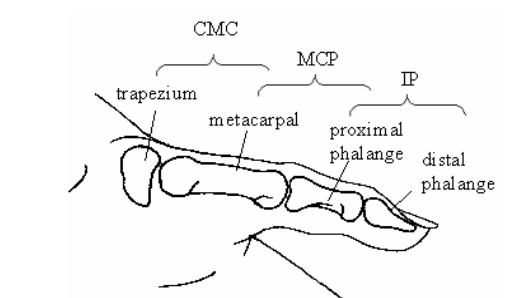 CMC
MCP
IP
trapezium
metacarpal
proximal
phalange
distal
phalange